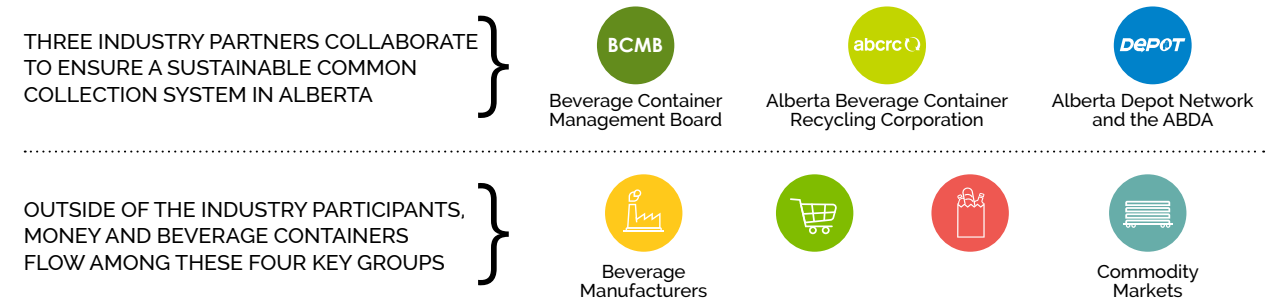 THREE INDUSTRY PARTNERS COLLABORATE
TO ENSURE A SUSTAINABLE COMMON
COLLECTION SYSTEM IN ALBERTA
BCMB
Beverage Container
Management Board
abcrc
Alberta Beverage Container
Recycling Corporation
DEPOT
Alberta Depot Network
and the ABDA
OUTSIDE OF THE INDUSTRY PARTICIPANTS,
MONEY AND BEVERAGE CONTAINERS
FLOW AMONG THESE FOUR KEY GROUPS
Beverage
Manufacturers
Commodity
Markets